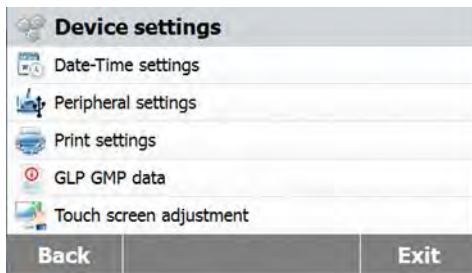 Device settings
Date-Time settings
Peripheral settings
Print settings
GLP GMP data
Touch screen adjustment
Back
Exit